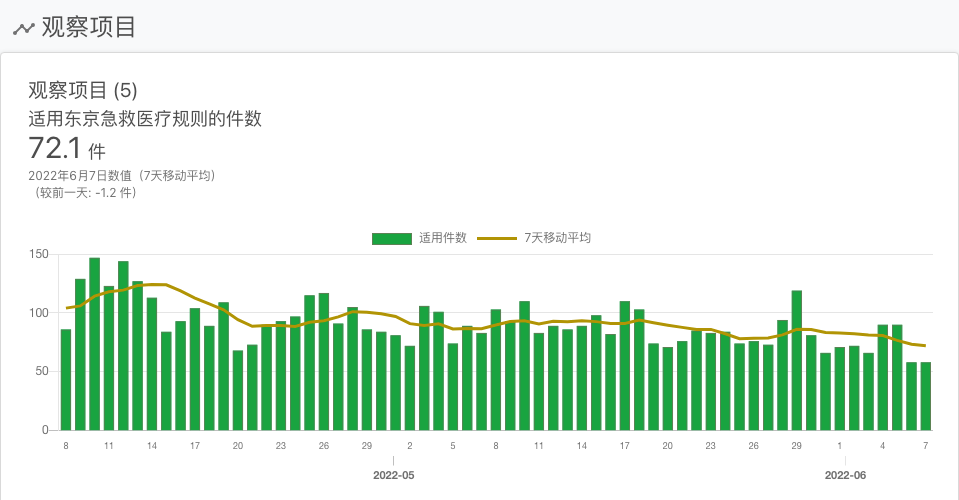 观察项目
观察项目 (5)
适用东京急救医疗规则的件数
72.1 件
2022年6月7日数值（7天移动平均）
（较前一天: -1.2 件）
适用件数 7天移动平均
150
100
50
0
8 11 14 17 20 23 26 29 2 5 8 11 14 17 20 23 26 29 1 4 7
2022-05 2022-06